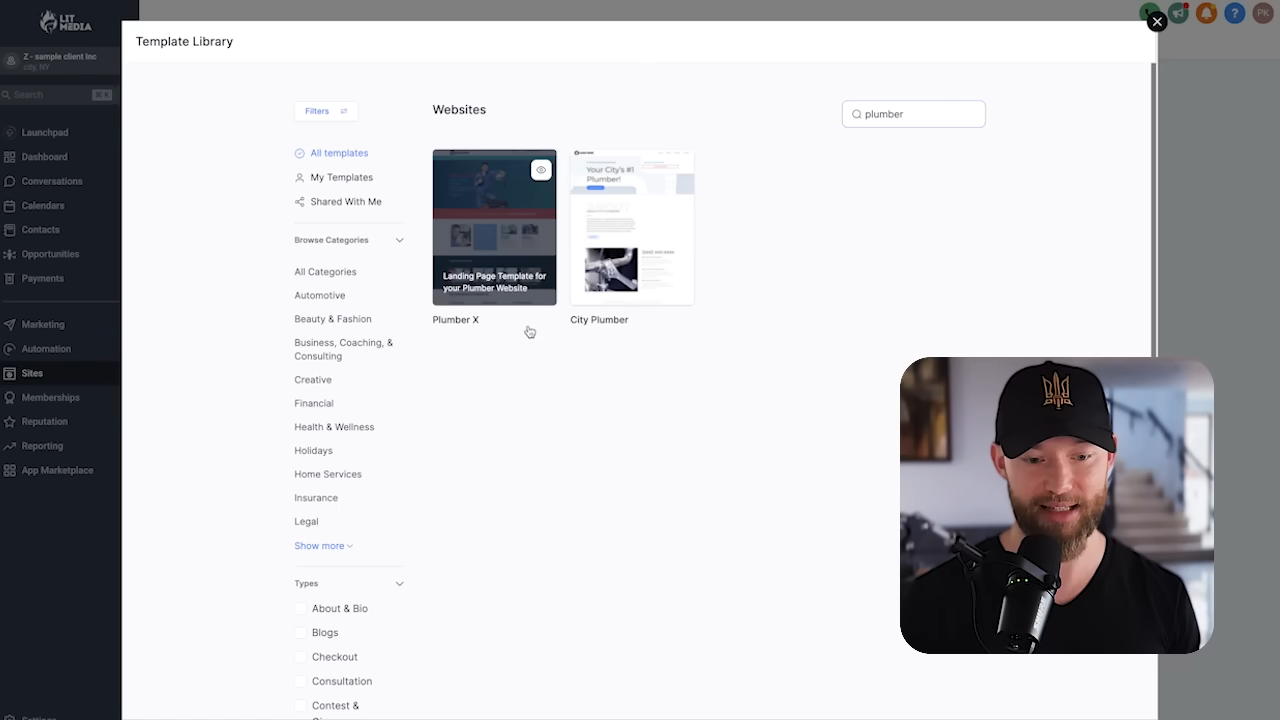 LIT
MEDIA
Z - sample client Inc
city, NY
Search
⌘ K
Launchpad
Dashboard
Conversations
Calendars
Contacts
Opportunities
Payments
Marketing
Automation
Sites
Memberships
Reputation
Reporting
App Marketplace
PK
Template Library
Filters
All templates
My Templates
Shared With Me
Browse Categories
All Categories
Automotive
Beauty & Fashion
Business, Coaching, &
Consulting
Creative
Financial
Health & Wellness
Holidays
Home Services
Insurance
Legal
Show more
Types
About & Bio
Blogs
Checkout
Consultation
Contest &
Websites
plumber
Landing Page Template for
your Plumber Website
Plumber X
Your City's #1
Plumber!
City Plumber